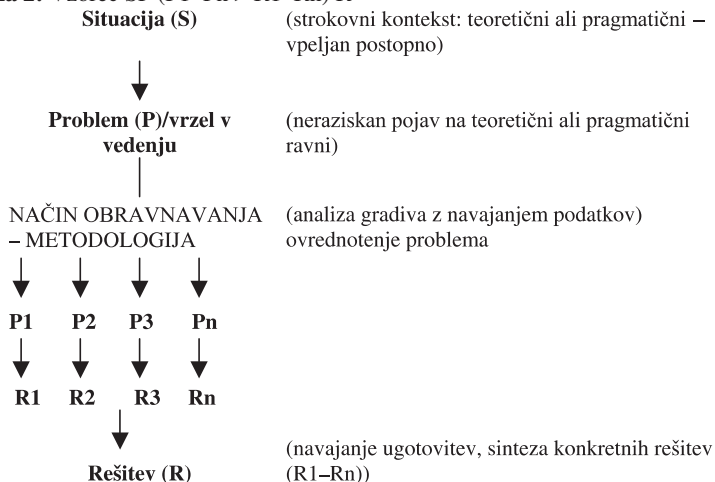 Situacija (S) (strokovni kontekst: teoretični ali pragmatični –
vpeljan postopno)
Problem (P)/vrzel v (neraziskan pojav na teoretični ali pragmatični
vedenju ravni)
NAČIN OBRAVNAVANJA (analiza gradiva z navajanjem podatkov)
– METODOLOGIJA ovrednotenje problema
P1 P2 P3 Pn
R1 R2 R3 Rn
(navajanje ugotovitev, sinteza konkretnih rešitev
Rešitev (R) (R1–Rn))